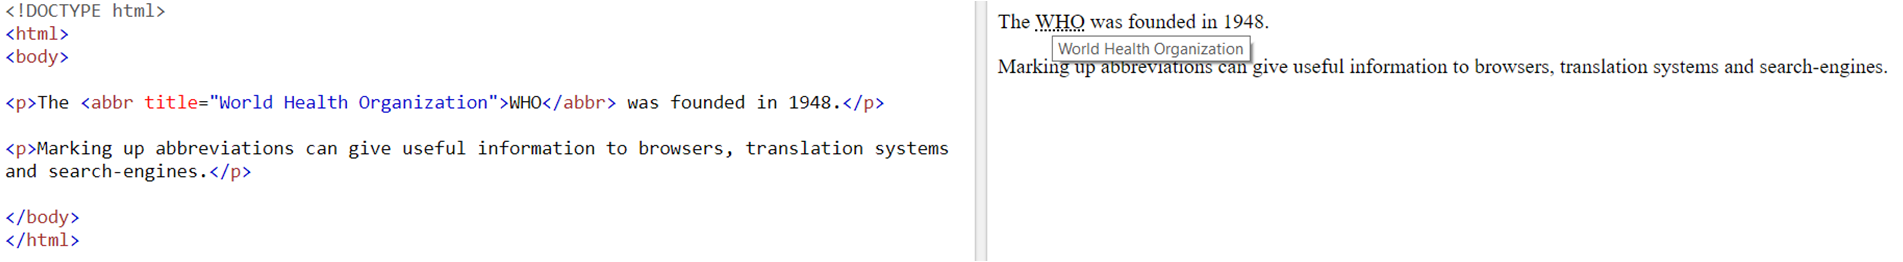 <!DOCTYPE html>
<html>
<body>
<p>The <abbr title="World Health Organization">WHO</abbr> was founded in 1948.</p>
<p>Marking up abbreviations can give useful information to browsers, translation systems
and search-engines.</p>
</body>
</html>
The WHO was founded in 1948.
World Health Organization
Marking up abbreviations can give useful information to browsers, translation systems and search-engines.